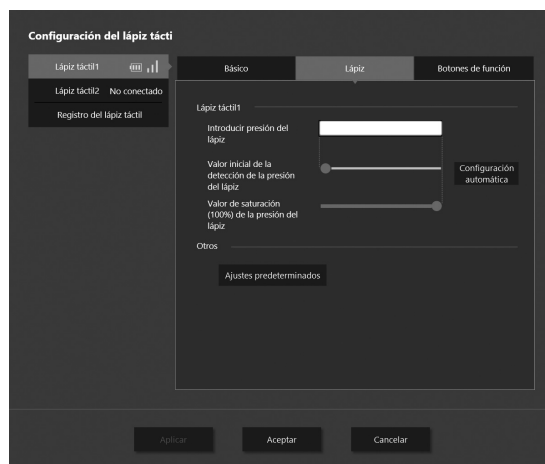 Configuración del lápiz tácti
Lápiz táctil1
Lápiz táctil2 No conectado
Registro del lápiz táctil
Básico
Lápiz
Botones de función
Lápiz táctil1
Introducir presión del
lápiz
Valor inicial de la
detección de la presión
del lápiz
Configuración
automática
Valor de saturación
(100%) de la presión del
lápiz
Otros
Ajustes predeterminados
Aplicar
Aceptar
Cancelar